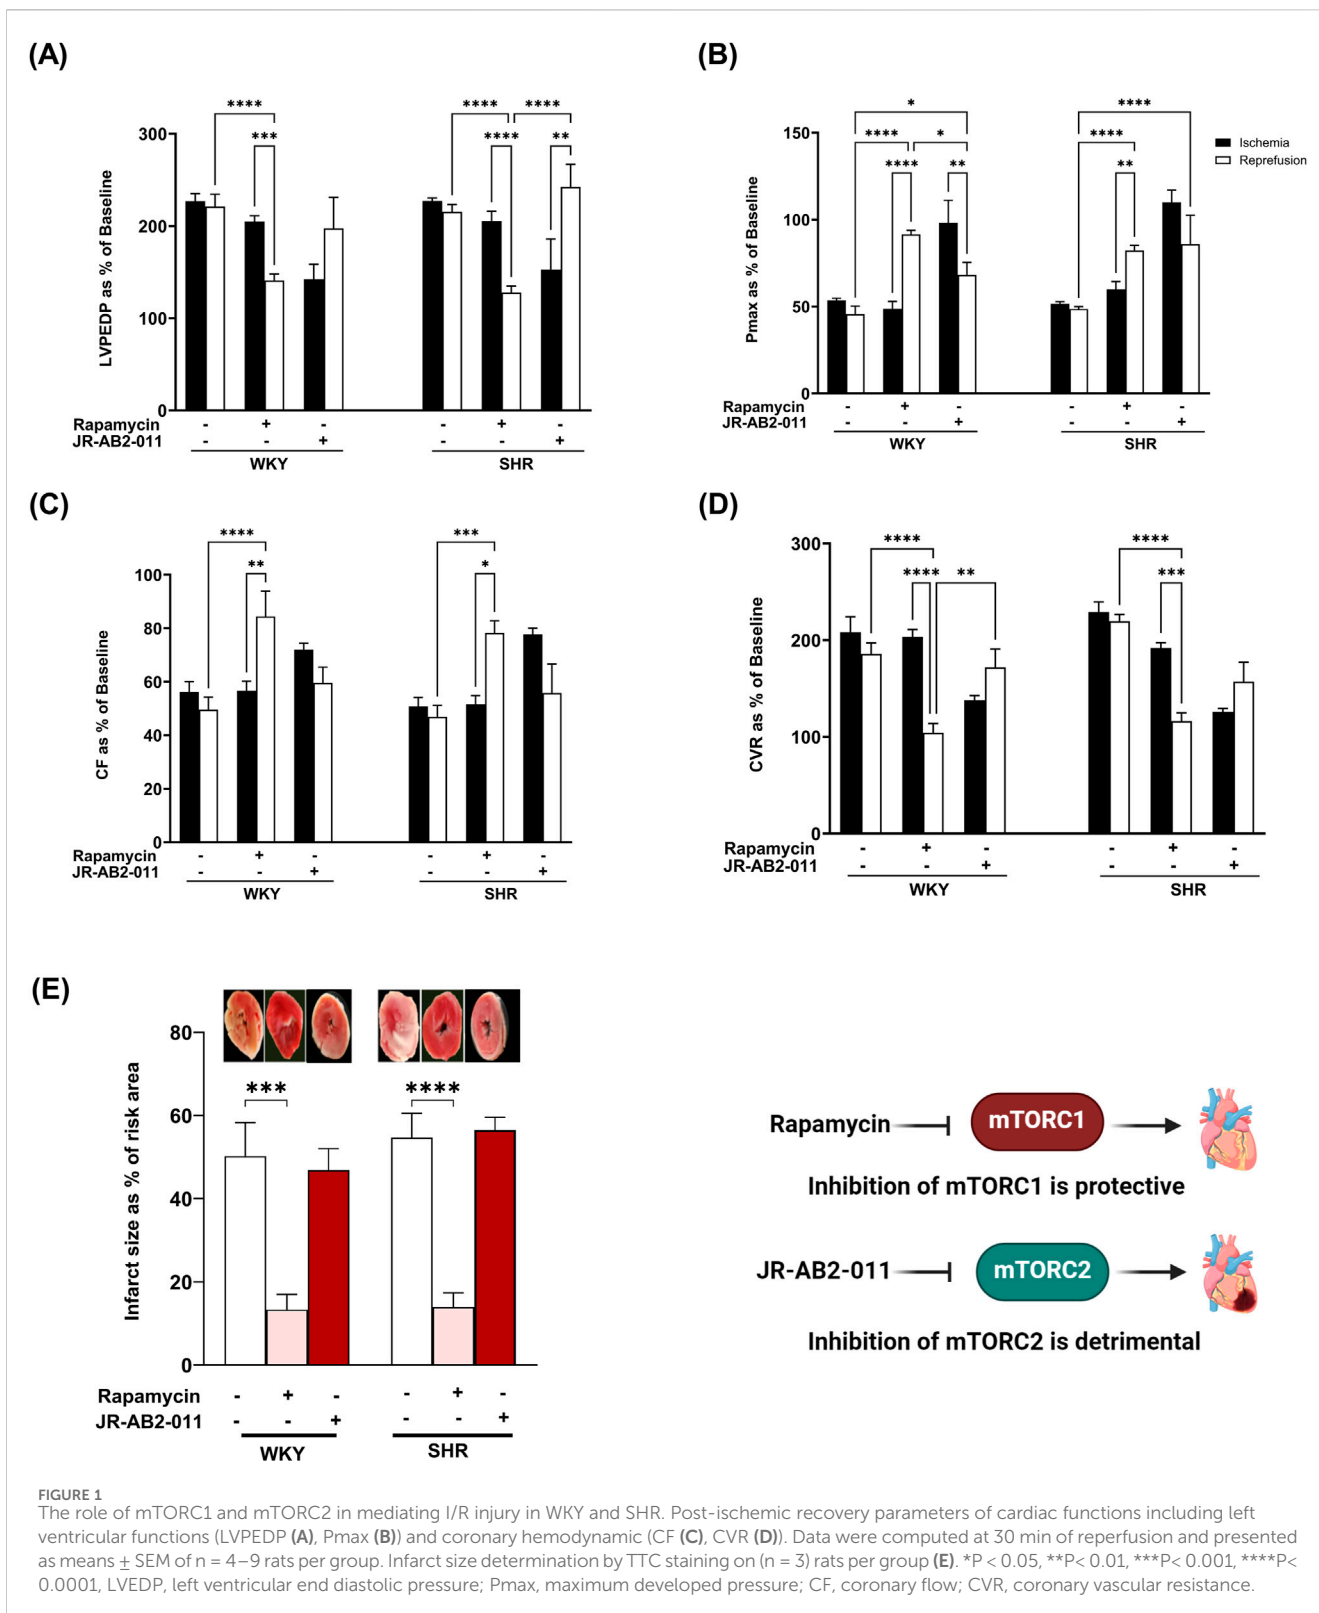 (A)
**** **** ****
*** **** **
300
200
100
0
LVPEDP as % of Baseline
Rapamycin - + - - + -
JR-AB2-011 - - + - - +
WKY SHR
(B)
* ****
**** * ****
**** ** **
150
100
50
0
Pmax as % of Baseline
Ischemia
Reprefusion
Rapamycin - + - - + -
JR-AB2-011 - - + - - +
WKY SHR
(C)
**** ***
** *
100
80
60
40
20
0
CF as % of Baseline
Rapamycin - + - - + -
JR-AB2-011 - - + - - +
WKY SHR
(D)
**** ****
**** ** ***
300
200
100
0
CVR as % of Baseline
Rapamycin - + - - + -
JR-AB2-011 - - + - - +
WKY SHR
(E)
*** ****
80
60
40
20
0
Infarct size as % of risk area
Rapamycin - + - - + -
JR-AB2-011 - - + - - +
WKY SHR
Rapamycin mTORC1
Inhibition of mTORC1 is protective
JR-AB2-011 mTORC2
Inhibition of mTORC2 is detrimental
FIGURE 1
The role of mTORC1 and mTORC2 in mediating I/R injury in WKY and SHR. Post-ischemic recovery parameters of cardiac functions including left
ventricular functions (LVPEDP (A), Pmax (B)) and coronary hemodynamic (CF (C), CVR (D)). Data were computed at 30 min of reperfusion and presented
as means ± SEM of n = 4–9 rats per group. Infarct size determination by TTC staining on (n = 3) rats per group (E). *P < 0.05, **P< 0.01, ***P< 0.001, ****P<
0.0001, LVEDP, left ventricular end diastolic pressure; Pmax, maximum developed pressure; CF, coronary flow; CVR, coronary vascular resistance.